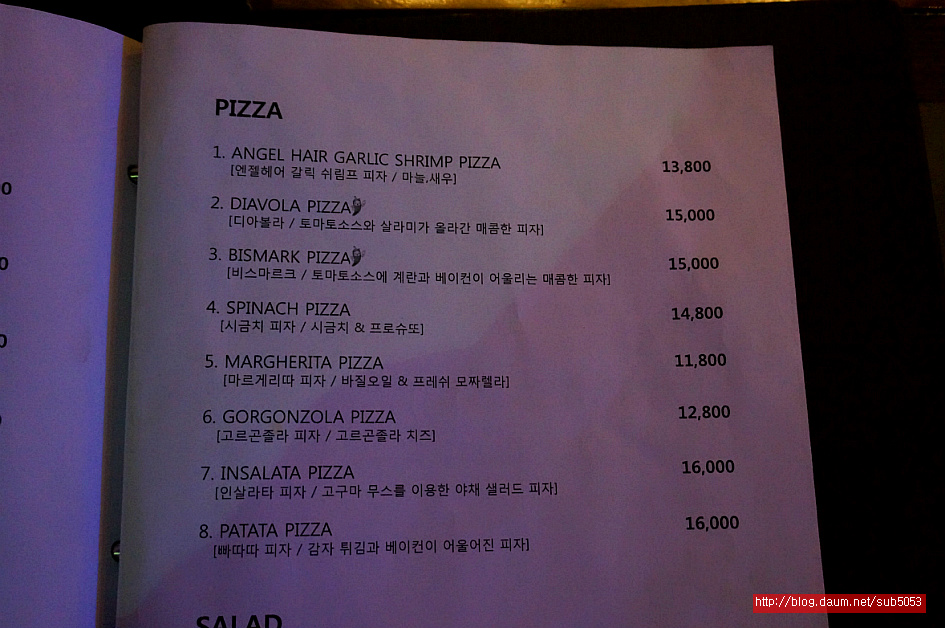 PIZZA
1. ANGEL HAIR GARLIC SHRIMP PIZZA 13,800
[엔젤헤어 갈릭 쉬림프 피자 / 마늘,새우]
2. DIAVOLA PIZZA 15,000
[디아볼라 / 토마토소스와 살라미가 올라간 매콤한 피자]
3. BISMARK PIZZA 15,000
[비스마르크 / 토마토소스에 계란과 베이컨이 어울리는 매콤한 피자]
4. SPINACH PIZZA 14,800
[시금치 피자 / 시금치 & 프로슈또]
5. MARGHERITA PIZZA 11,800
[마르게리따 피자 / 바질오일 & 프레쉬 모짜렐라]
6. GORGONZOLA PIZZA 12,800
[고르곤졸라 피자 / 고르곤졸라 치즈]
7. INSALATA PIZZA 16,000
[인살라타 피자 / 고구마 무스를 이용한 야채 샐러드 피자]
8. PATATA PIZZA 16,000
[빠따따 피자 / 감자 튀김과 베이컨이 어울어진 피자]
SALAD
http://blog.daum.net/sub5053